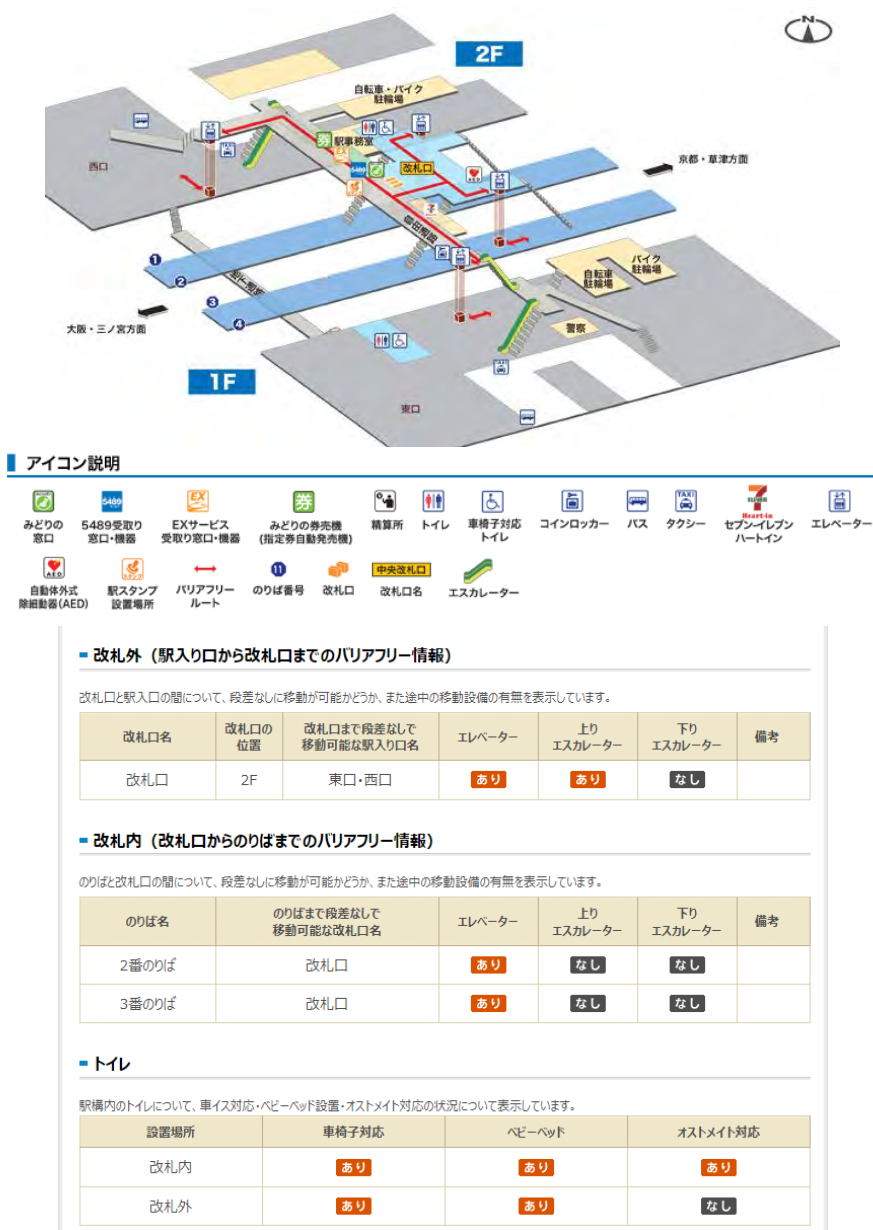 N
2F
自転車・バイク
駐輪場
駅事務室
EX
5489
券
改札口
AED
TAXI
西口
京都・草津方面
自由通路
1
2
3
4
地下通路
大阪・三ノ宮方面
自転車
駐輪場
バイク
駐輪場
警察
TAXI
1F
東口
アイコン説明
みどりの
窓口
5489
5489受取り
窓口・機器
EX
EXサービス
受取り窓口・機器
券
みどりの券売機
(指定券自動発売機)
精算所
トイレ
車椅子対応
トイレ
コインロッカー
バス
TAXI
タクシー
ELEVEN
Heart-in
セブン-イレブン
ハートイン
エレベーター
AED
自動体外式
除細動器(AED)
スタンプ
駅スタンプ
設置場所
バリアフリー
ルート
11
のりば番号
改札口
中央改札口
改札口名
エスカレーター
改札外（駅入り口から改札口までのバリアフリー情報）
改札口と駅入口の間について、段差なしに移動が可能かどうか、また途中の移動設備の有無を表示しています。
改札口名 改札口の位置 改札口まで段差なしで移動可能な駅入り口名 エレベーター 上りエスカレーター 下りエスカレーター 備考
改札口 2F 東口・西口 あり あり なし
改札内（改札口からのりばまでのバリアフリー情報）
のりばと改札口の間について、段差なしに移動が可能かどうか、また途中の移動設備の有無を表示しています。
のりば名 のりばまで段差なしで移動可能な改札口名 エレベーター 上りエスカレーター 下りエスカレーター 備考
2番のりば 改札口 あり なし なし
3番のりば 改札口 あり なし なし
トイレ
駅構内のトイレについて、車イス対応・ベビーベッド設置・オストメイト対応の状況について表示しています。
設置場所 車椅子対応 ベビーベッド オストメイト対応
改札内 あり あり あり
改札外 あり あり なし